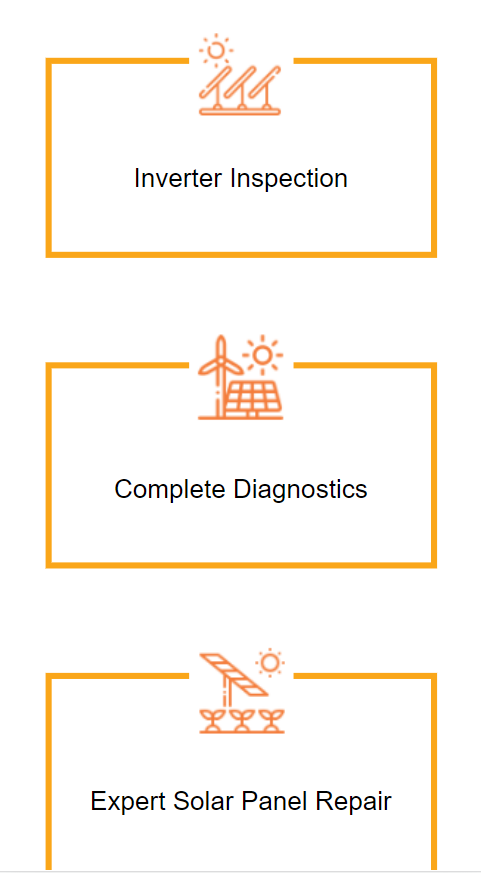 Inverter Inspection
Complete Diagnostics
Expert Solar Panel Repair